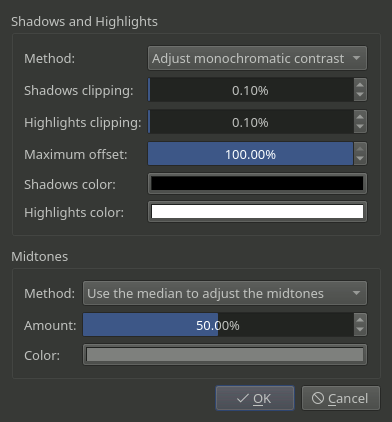 Shadows and Highlights
Method: Adjust monochromatic contrast
Shadows clipping: 0.10%
Highlights clipping: 0.10%
Maximum offset: 100.00%
Shadows color:
Highlights color:
Midtones
Method: Use the median to adjust the midtones
Amount: 50.00%
Color:
OK Cancel